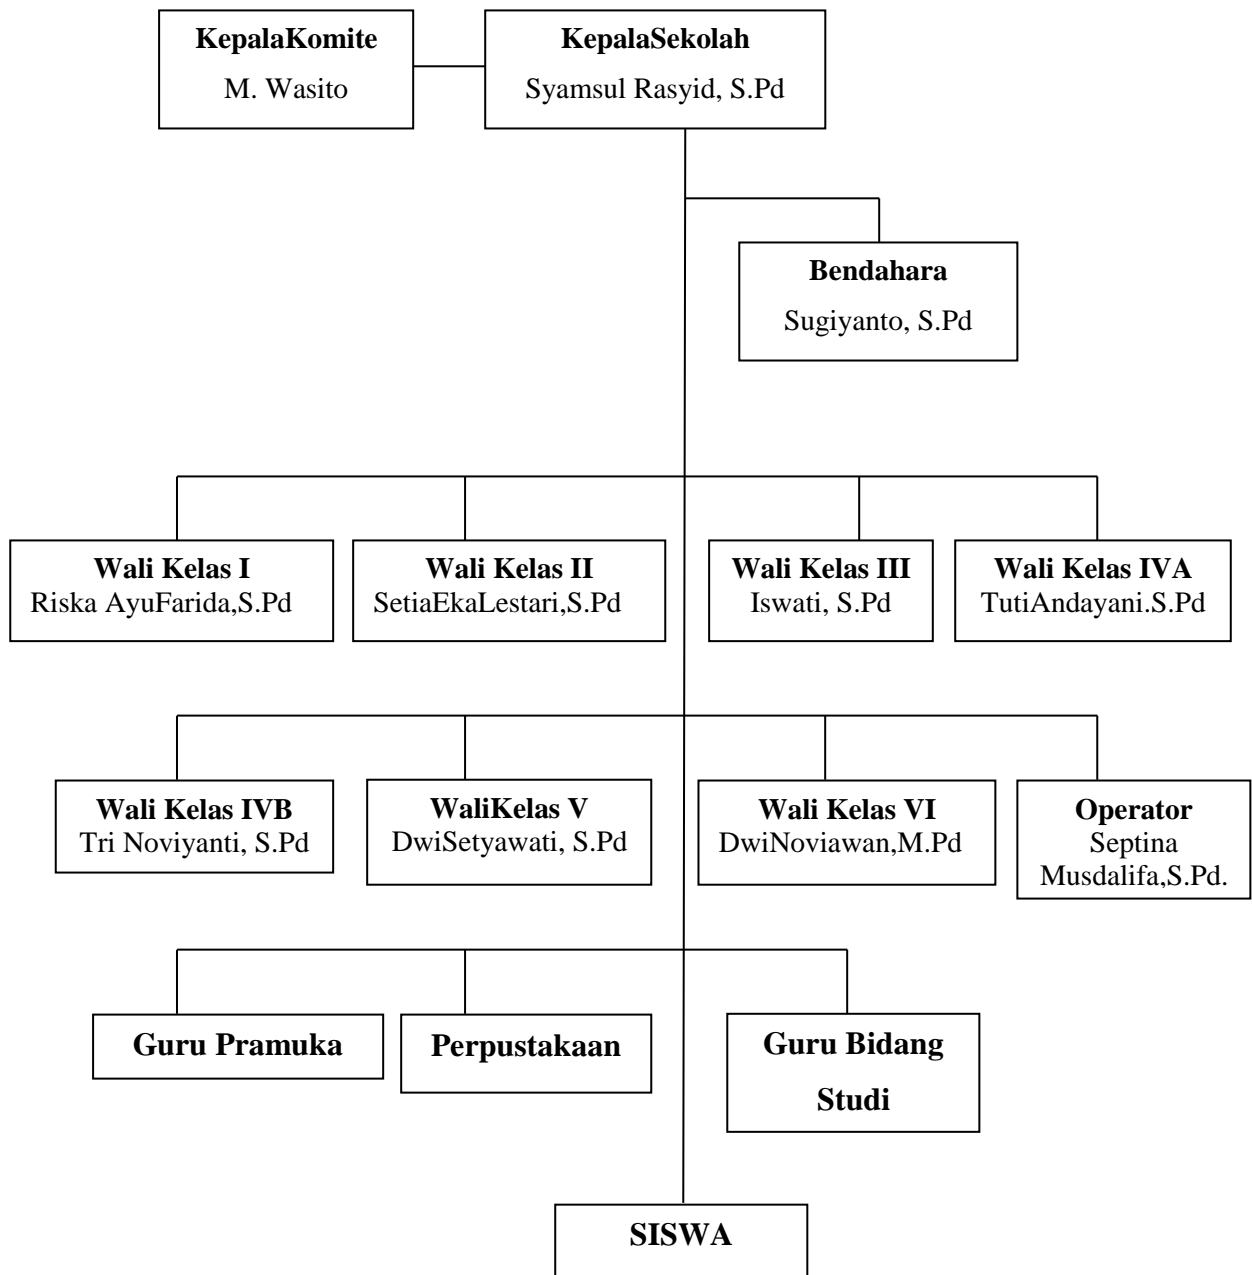 KepalaKomite
M. Wasito
KepalaSekolah
Syamsul Rasyid, S.Pd
Bendahara
Sugiyanto, S.Pd
Wali Kelas I
Riska AyuFarida,S.Pd
Wali Kelas II
SetiaEkaLestari,S.Pd
Wali Kelas III
Iswati, S.Pd
Wali Kelas IVA
TutiAndayani.S.Pd
Wali Kelas IVB
Tri Noviyanti, S.Pd
WaliKelas V
DwiSetyawati, S.Pd
Wali Kelas VI
DwiNoviawan,M.Pd
Operator
Septina
Musdalifa,S.Pd.
Guru Pramuka
Perpustakaan
Guru Bidang
Studi
SISWA